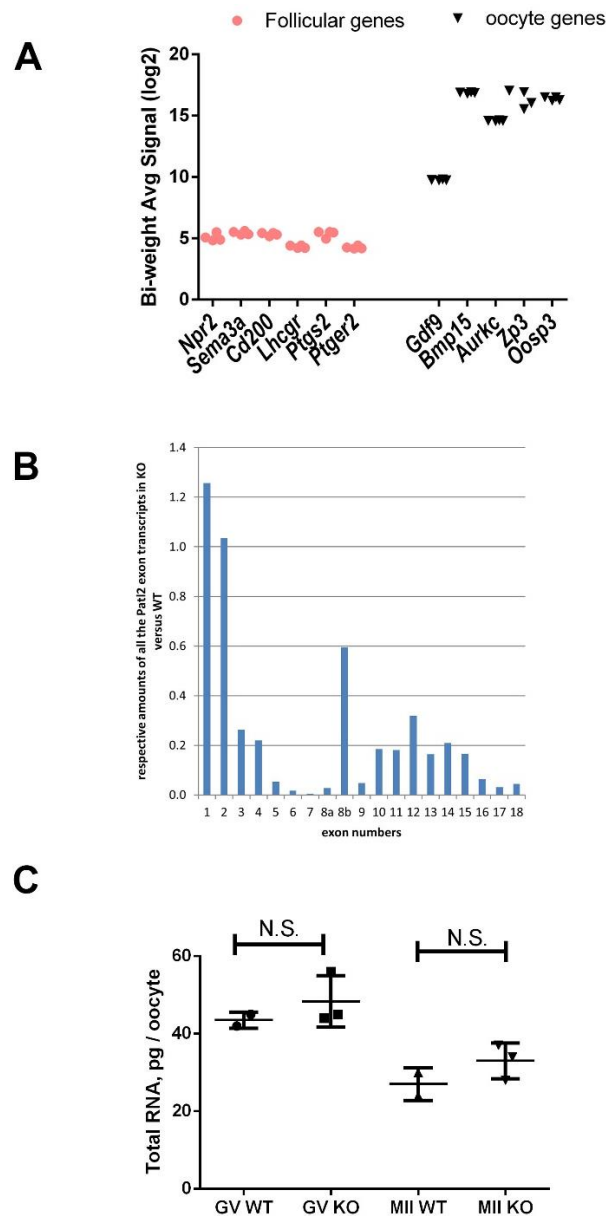 Follicular genes oocyte genes
A
Bi-weight Avg Signal (log2)
20
15
10
5
0
Npr2 Sema3a Cd200 Lhcgr Ptgs2 Ptger2 Gdf9 Bmp15 Aurkc Zp3 Oosp3
B
respective amounts of all the Patl2 exon transcripts in KO
versus WT
1.4
1.2
1.0
0.8
0.6
0.4
0.2
0.0
1 2 3 4 5 6 7 8a 8b 9 10 11 12 13 14 15 16 17 18
exon numbers
C
N.S. N.S.
Total RNA, pg / oocyte
60
40
20
0
GV WT GV KO MII WT MII KO